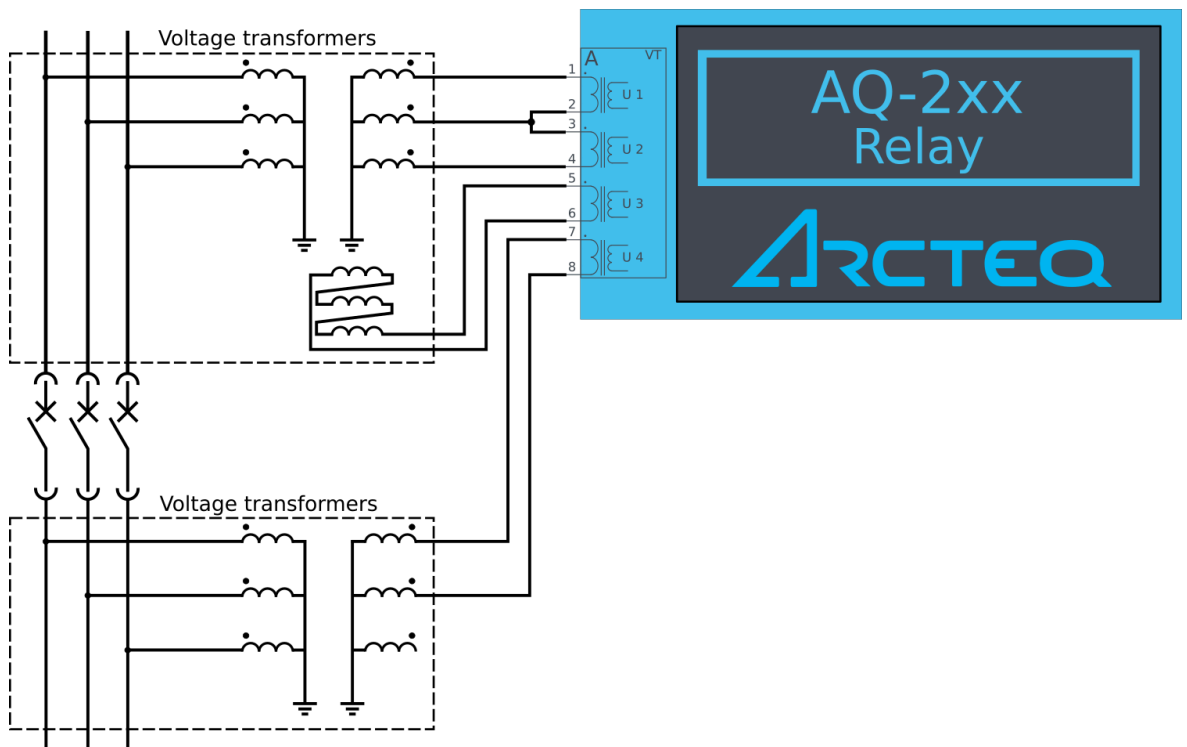 Voltage transformers
A
VT
1
2
3
4
5
6
7
8
U 1
U 2
U 3
U 4
AQ-2xx
Relay
ARCTEQ
Voltage transformers